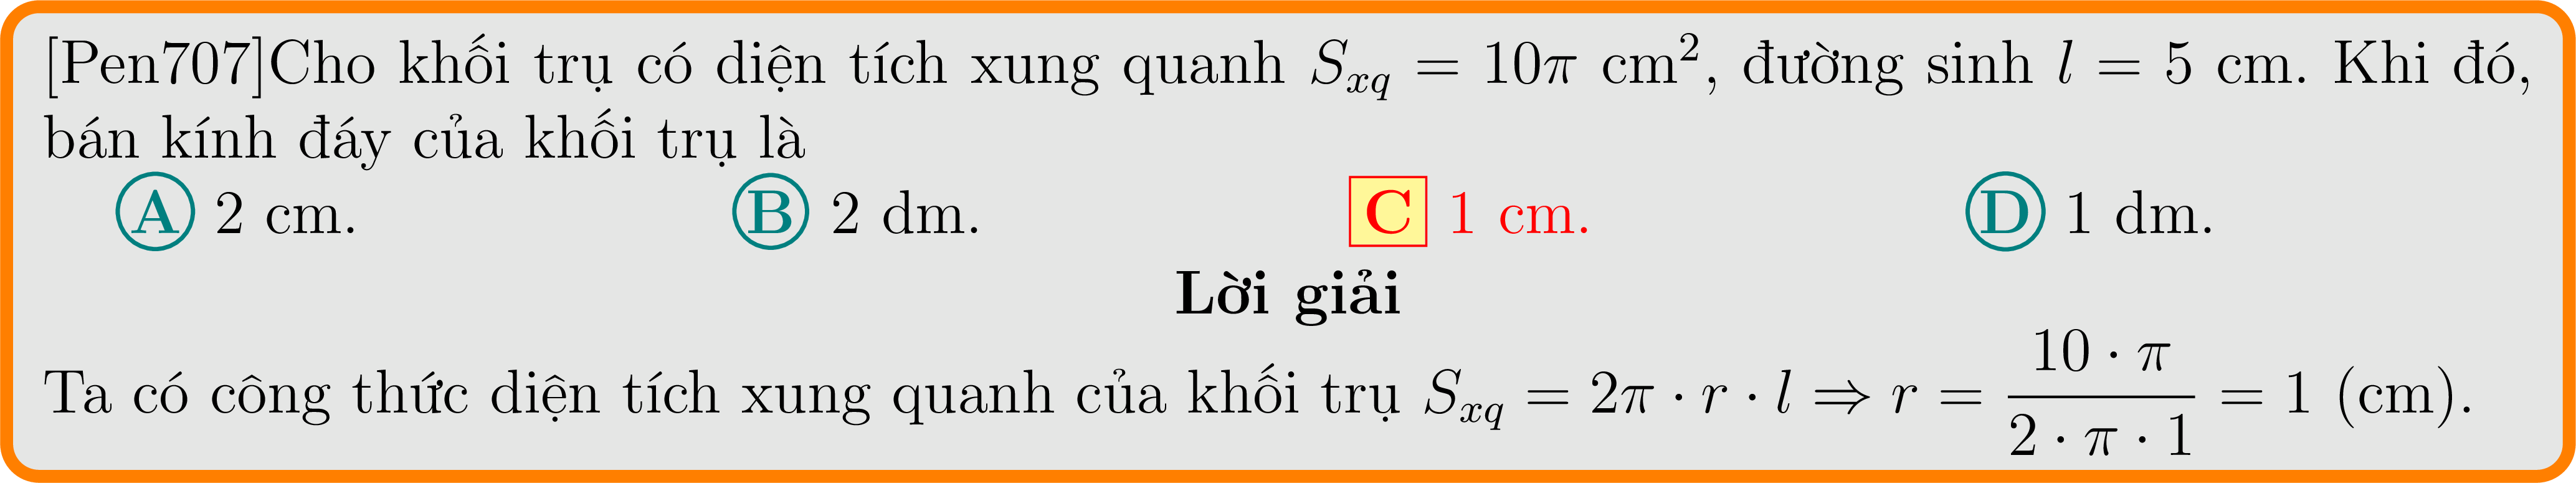 [Pen707]Cho khối trụ có diện tích xung quanh $S_{xq} = 10\pi$ cm$^2$, đường sinh $l = 5$ cm. Khi đó,
bán kính đáy của khối trụ là
A 2 cm. B 2 dm. C 1 cm. D 1 dm.
Lời giải
Ta có công thức diện tích xung quanh của khối trụ $S_{xq} = 2\pi \cdot r \cdot l \Rightarrow r = \dfrac{10 \cdot \pi}{2 \cdot \pi \cdot 1} = 1$ (cm).